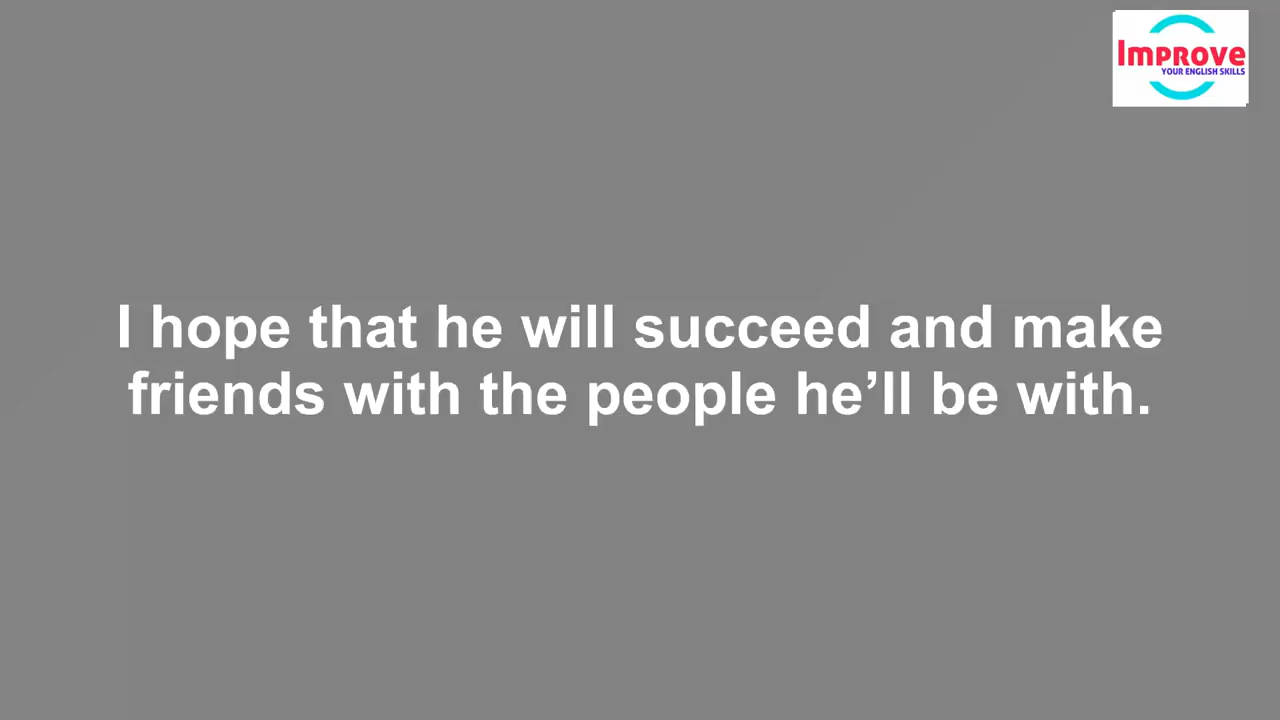 Improve
YOUR ENGLISH SKILLS
I hope that he will succeed and make
friends with the people he’ll be with.